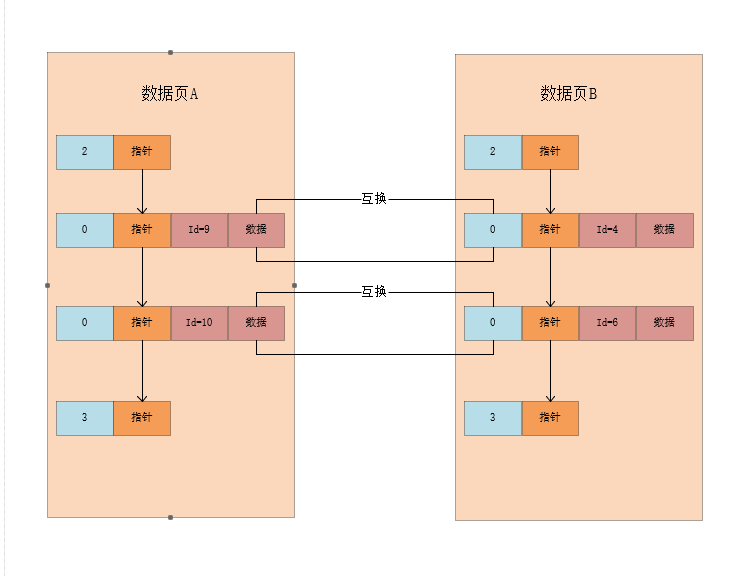 数据页A
数据页B
2 指针
2 指针
互换
0 指针 Id=9 数据
0 指针 Id=4 数据
互换
0 指针 Id=10 数据
0 指针 Id=6 数据
3 指针
3 指针